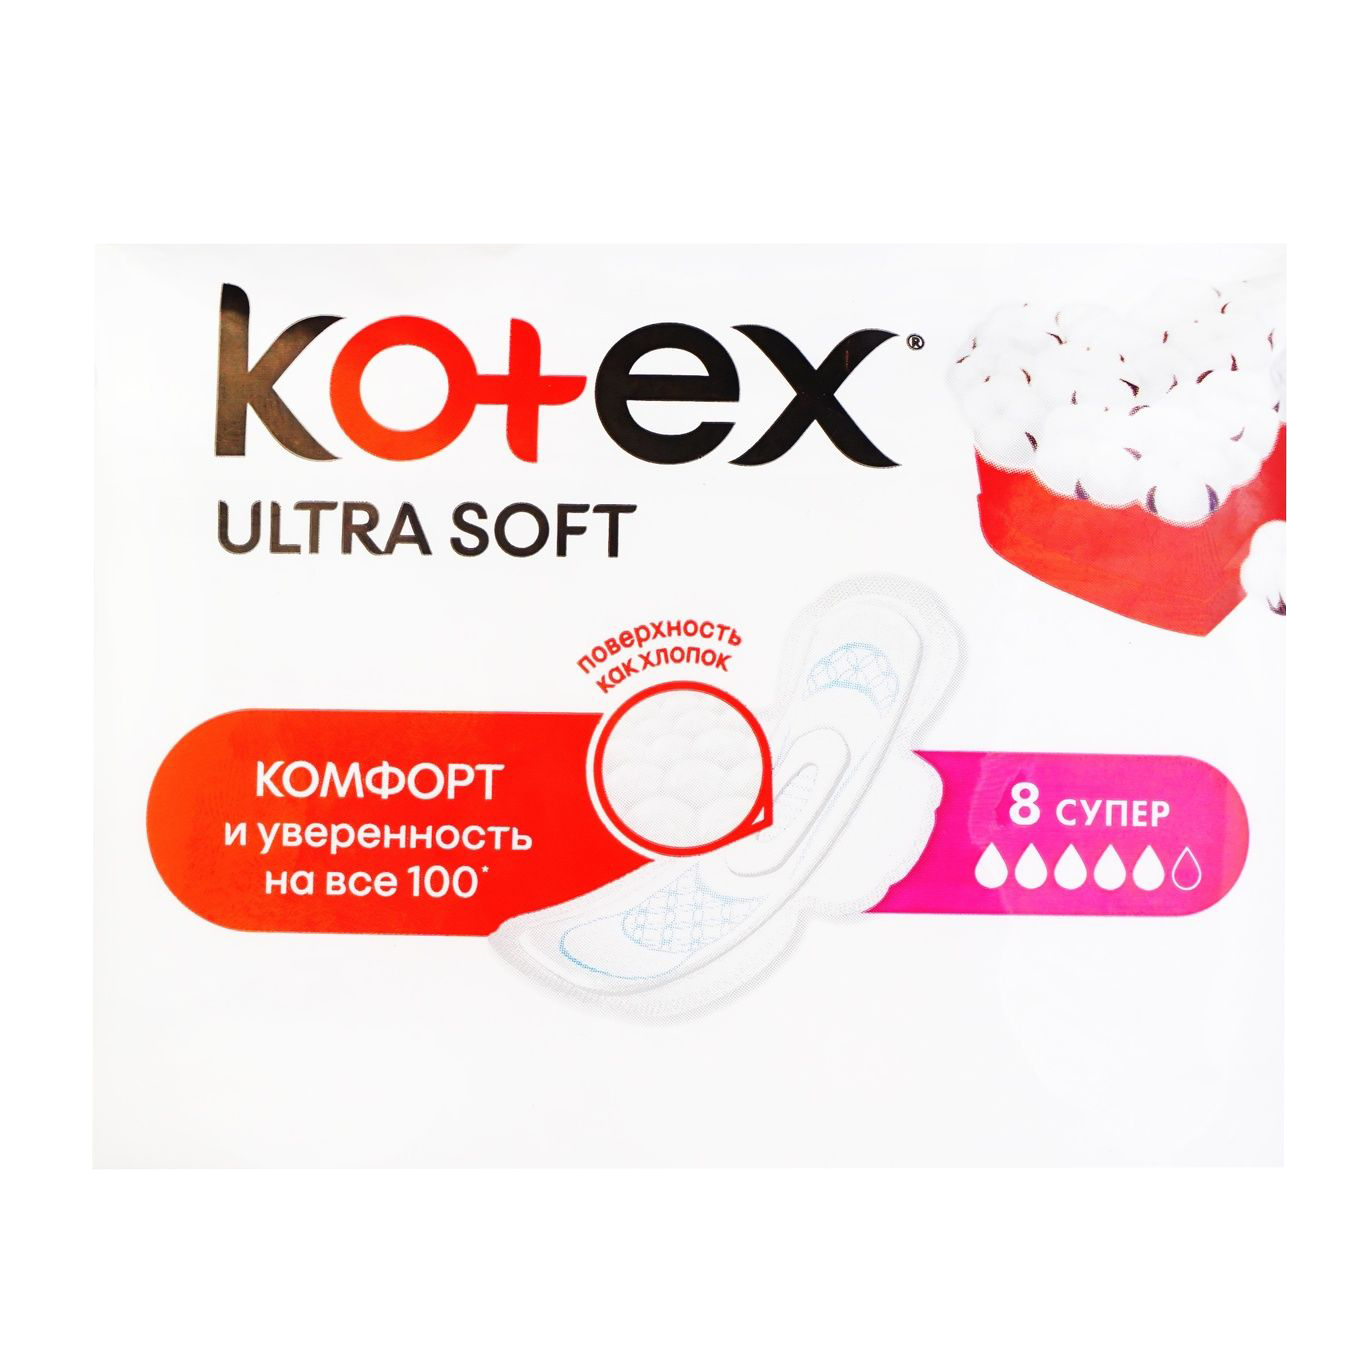 kotex®
ULTRA SOFT
поверхность
как хлопок
КОМФОРТ
и уверенность
на все 100*
8 СУПЕР